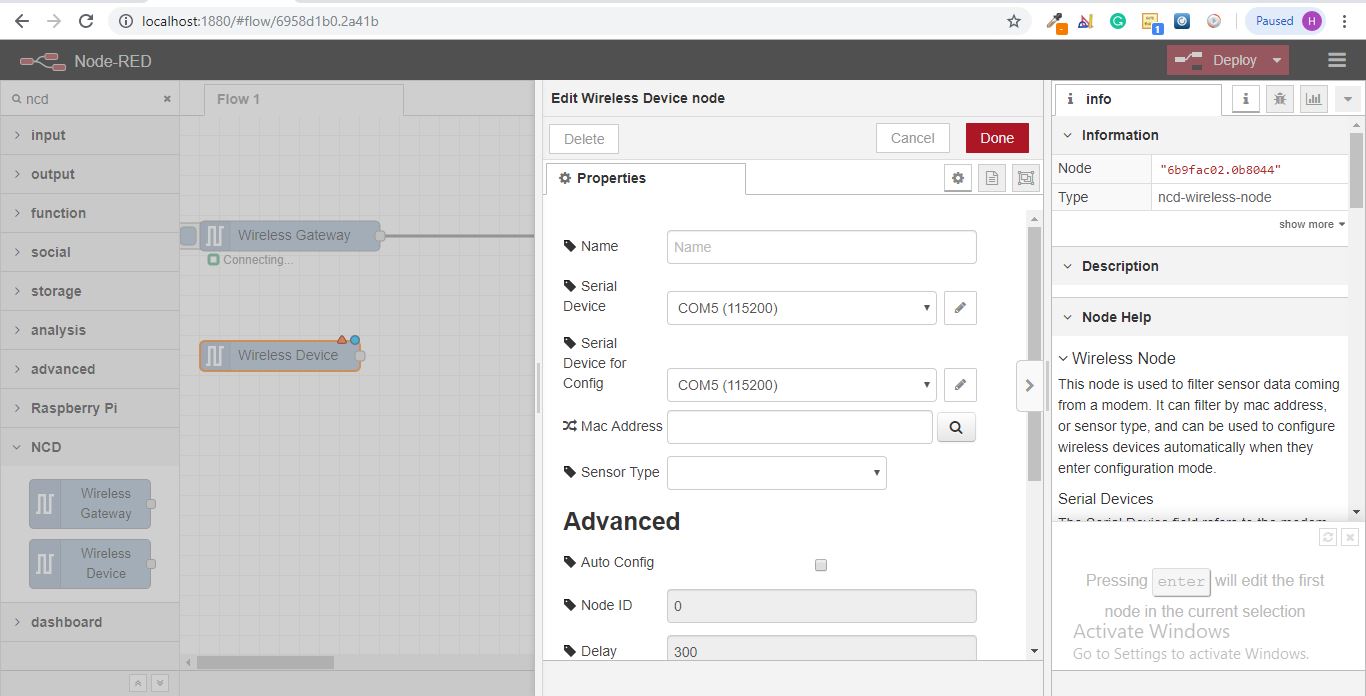 localhost:1880/#flow/6958d1b0.2a41b
1
Paused
H
Node-RED
Deploy
ncd
input
output
function
social
storage
analysis
advanced
Raspberry Pi
NCD
Wireless
Gateway
Wireless
Device
dashboard
Flow 1
Wireless Gateway
Connecting...
Wireless Device
Edit Wireless Device node
Delete
Cancel
Done
Properties
Name
Name
Serial
Device
COM5 (115200)
Serial
Device for
Config
COM5 (115200)
Mac Address
Sensor Type
Advanced
Auto Config
Node ID
0
Delay
300
info
Information
Node
"6b9fac02.0b8044"
Type
ncd-wireless-node
show more
Description
Node Help
Wireless Node
This node is used to filter sensor data coming
from a modem. It can filter by mac address,
or sensor type, and can be used to configure
wireless devices automatically when they
enter configuration mode.
Serial Devices
The Serial Device field refers to the modem
Pressing enter will edit the first
node in the current selection
Activate Windows
Go to Settings to activate Windows.